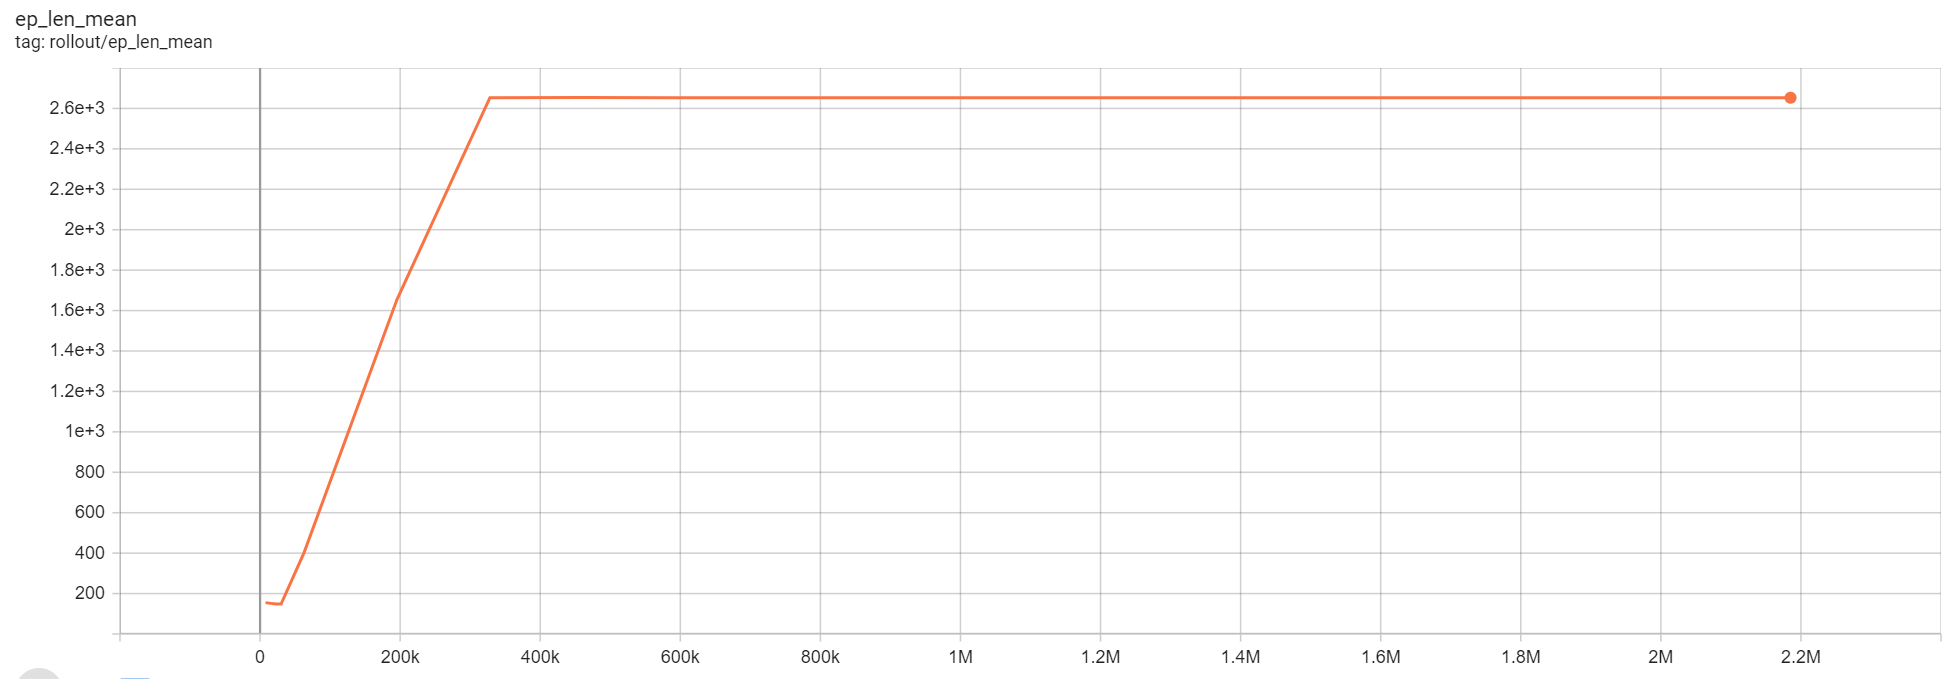 ep_len_mean
tag: rollout/ep_len_mean
2.6e+3
2.4e+3
2.2e+3
2e+3
1.8e+3
1.6e+3
1.4e+3
1.2e+3
1e+3
800
600
400
200
0 200k 400k 600k 800k 1M 1.2M 1.4M 1.6M 1.8M 2M 2.2M